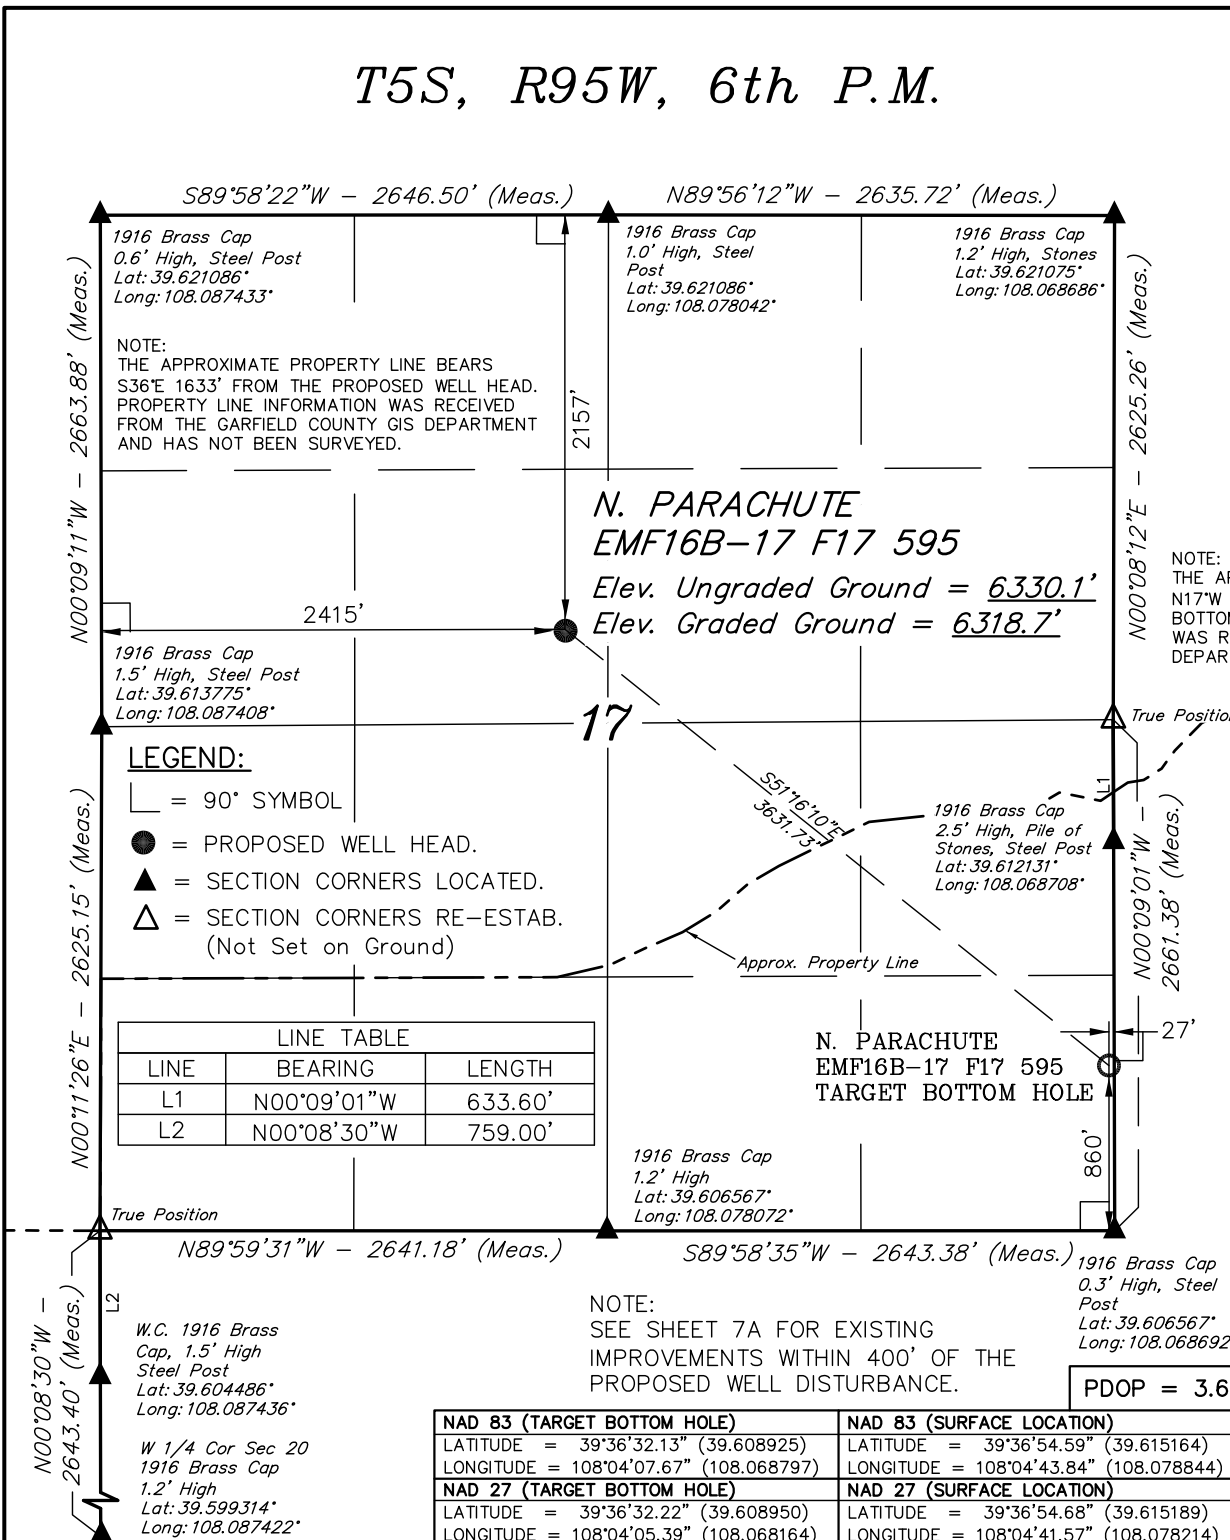 T5S, R95W, 6th P.M.
S89°58'22"W - 2646.50' (Meas.)
N89°56'12"W - 2635.72' (Meas.)
1916 Brass Cap
0.6' High, Steel Post
Lat: 39.621086°
Long: 108.087433°
1916 Brass Cap
1.0' High, Steel
Post
Lat: 39.621086°
Long: 108.078042°
1916 Brass Cap
1.2' High, Stones
Lat: 39.621075°
Long: 108.068686°
N00°09'11"W - 2663.88' (Meas.)
NOTE:
THE APPROXIMATE PROPERTY LINE BEARS
S36°E 1633' FROM THE PROPOSED WELL HEAD.
PROPERTY LINE INFORMATION WAS RECEIVED
FROM THE GARFIELD COUNTY GIS DEPARTMENT
AND HAS NOT BEEN SURVEYED.
2157'
N00°08'12"E - 2625.26' (Meas.)
N. PARACHUTE
EMF16B-17 F17 595
Elev. Ungraded Ground = 6330.1'
Elev. Graded Ground = 6318.7'
NOTE:
THE
N17°W
WAS
2415'
1916 Brass Cap
1.5' High, Steel Post
Lat: 39.613775°
Long: 108.087408°
17
True Position
LEGEND:
= 90° SYMBOL
= PROPOSED WELL HEAD.
= SECTION CORNERS LOCATED.
= SECTION CORNERS RE-ESTAB.
(Not Set on Ground)
S51°16'10"E
3631.73'
L1
1916 Brass Cap
2.5' High, Pile of
Stones, Steel Post
Lat: 39.612131°
Long: 108.068708°
N00°09'01"W -
2661.38' (Meas.)
N00°11'26"E - 2625.15' (Meas.)
Approx. Property Line
LINE TABLE
LINE BEARING LENGTH
L1 N00°09'01"W 633.60'
L2 N00°08'30"W 759.00'
27'
N. PARACHUTE
EMF16B-17 F17 595
TARGET BOTTOM HOLE
860'
1916 Brass Cap
1.2' High
Lat: 39.606567°
Long: 108.078072°
True Position
N89°59'31"W - 2641.18' (Meas.)
S89°58'35"W - 2643.38' (Meas.)
1916 Brass Cap
0.3' High, Steel
Post
Lat: 39.606567°
Long: 108.068692
L2
N00°08'30"W -
2643.40' (Meas.)
W.C. 1916 Brass
Cap, 1.5' High
Steel Post
Lat: 39.604486°
Long: 108.087436°
W 1/4 Cor Sec 20
1916 Brass Cap
1.2' High
Lat: 39.599314°
Long: 108.087422°
NOTE:
SEE SHEET 7A FOR EXISTING
IMPROVEMENTS WITHIN 400' OF THE
PROPOSED WELL DISTURBANCE.
PDOP = 3.6
NAD 83 (TARGET BOTTOM HOLE)
LATITUDE = 39°36'32.13" (39.608925)
LONGITUDE = 108°04'07.67" (108.068797)
NAD 27 (TARGET BOTTOM HOLE)
LATITUDE = 39°36'32.22" (39.608950)
LONGITUDE = 108°04'05.39" (108.068164)
NAD 83 (SURFACE LOCATION)
LATITUDE = 39°36'54.59" (39.615164)
LONGITUDE = 108°04'43.84" (108.078844)
NAD 27 (SURFACE LOCATION)
LATITUDE = 39°36'54.68" (39.615189)
LONGITUDE = 108°04'41.57" (108.078214)